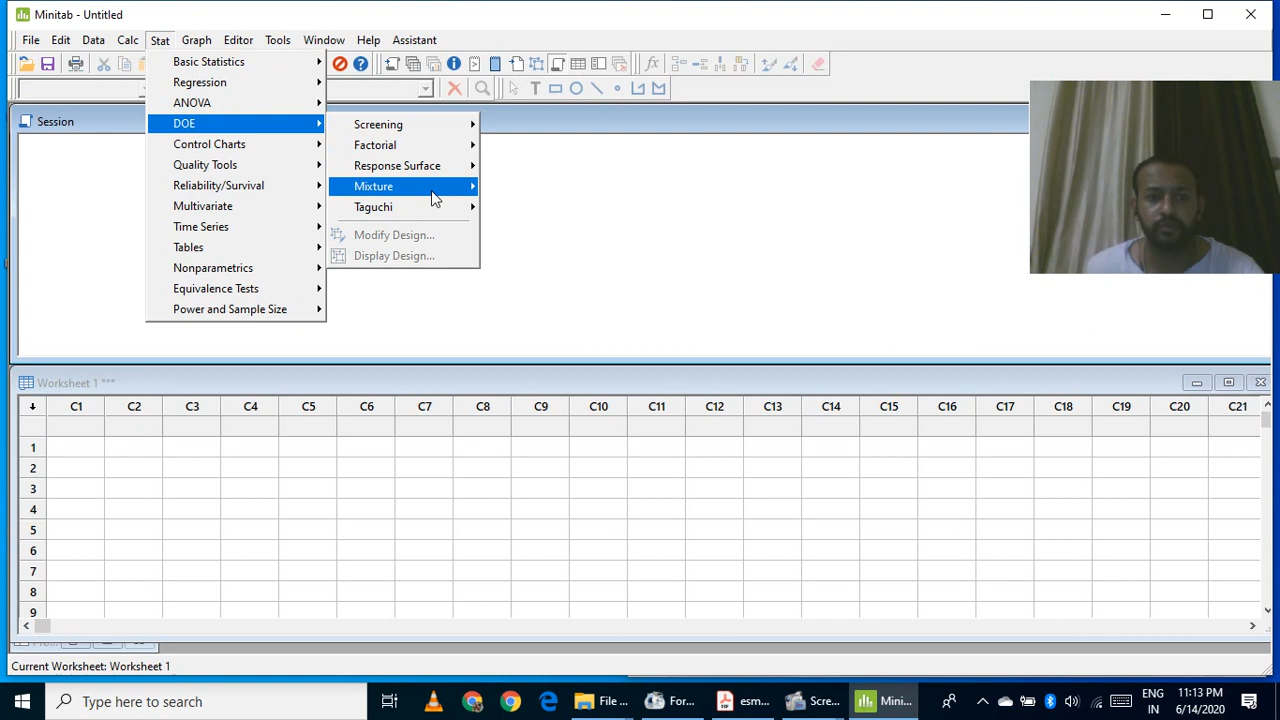 Minitab - Untitled
File Edit Data Calc Stat Graph Editor Tools Window Help Assistant
Basic Statistics
Regression
ANOVA
DOE
Control Charts
Quality Tools
Reliability/Survival
Multivariate
Time Series
Tables
Nonparametrics
Equivalence Tests
Power and Sample Size
Screening
Factorial
Response Surface
Mixture
Taguchi
Modify Design...
Display Design...
Session
Worksheet 1 ***
C1 C2 C3 C4 C5 C6 C7 C8 C9 C10 C11 C12 C13 C14 C15 C16 C17 C18 C19 C20 C21
1
2
3
4
5
6
7
8
9
Current Worksheet: Worksheet 1
Type here to search
File ... For... esm... Scre... Mini...
ENG
IN
11:13 PM
6/14/2020